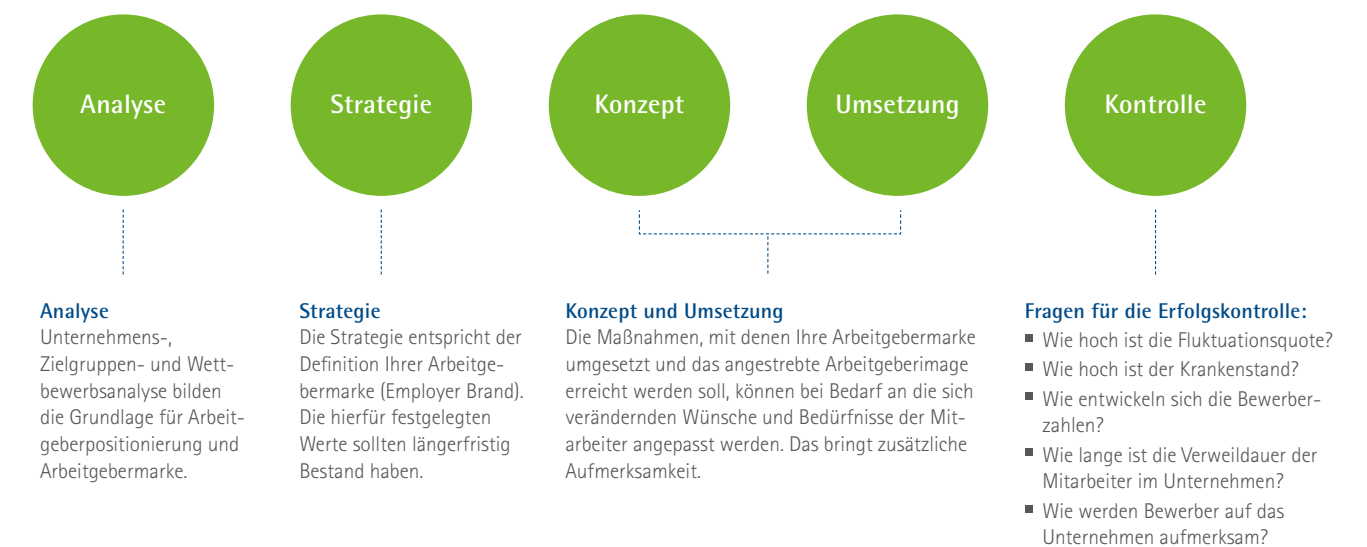 Analyse
Strategie
Konzept
Umsetzung
Kontrolle
Analyse
Unternehmens-,
Zielgruppen- und Wett-
bewerbsanalyse bilden
die Grundlage für Arbeit-
geberpositionierung und
Arbeitgebermarke.
Strategie
Die Strategie entspricht der
Definition Ihrer Arbeitge-
bermarke (Employer Brand).
Die hierfür festgelegten
Werte sollten längerfristig
Bestand haben.
Konzept und Umsetzung
Die Maßnahmen, mit denen Ihre Arbeitgebermarke
umgesetzt und das angestrebte Arbeitgeberimage
erreicht werden soll, können bei Bedarf an die sich
verändernden Wünsche und Bedürfnisse der Mit-
arbeiter angepasst werden. Das bringt zusätzliche
Aufmerksamkeit.
Fragen für die Erfolgskontrolle:
▪ Wie hoch ist die Fluktuationsquote?
▪ Wie hoch ist der Krankenstand?
▪ Wie entwickeln sich die Bewerber-
zahlen?
▪ Wie lange ist die Verweildauer der
Mitarbeiter im Unternehmen?
▪ Wie werden Bewerber auf das
Unternehmen aufmerksam?